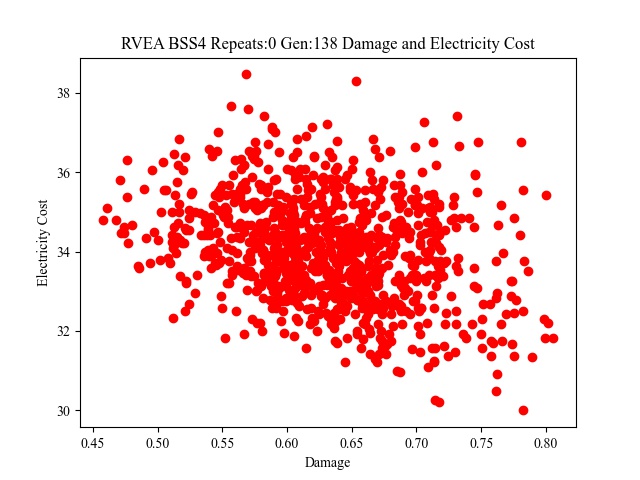 RVEA BSS4 Repeats:0 Gen:138 Damage and Electricity Cost
38
36
34
32
30
Electricity Cost
0.45 0.50 0.55 0.60 0.65 0.70 0.75 0.80
Damage